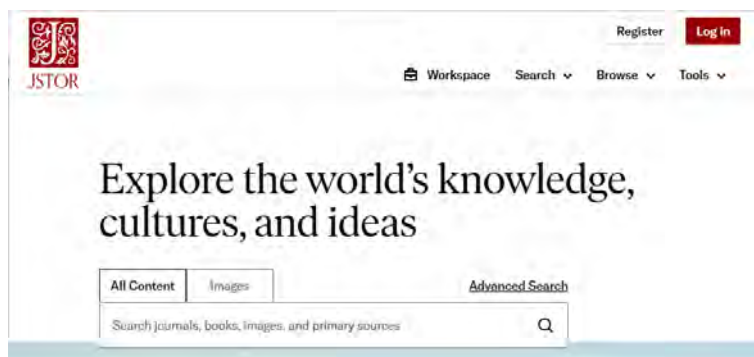 Register Log in
JSTOR
Workspace Search Browse Tools
Explore the world's knowledge,
cultures, and ideas
All Content Images Advanced Search
Search journals, books, images, and primary sources